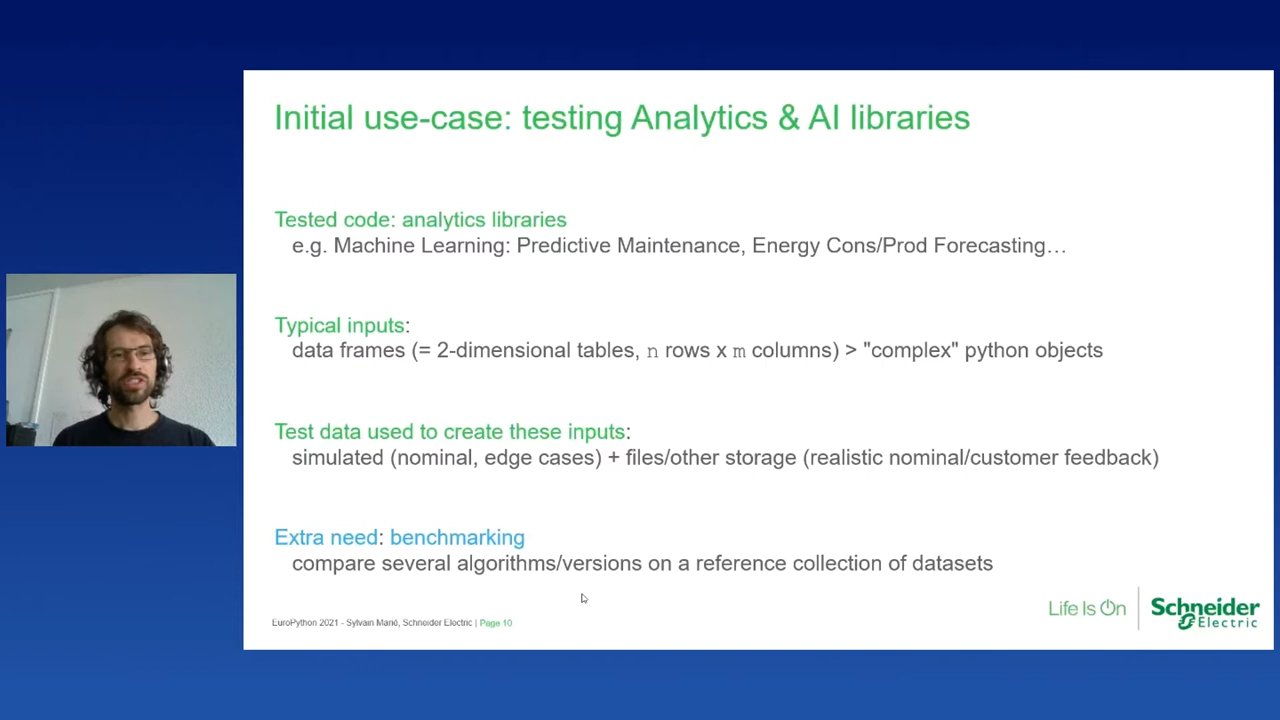 Initial use-case: testing Analytics & AI libraries
Tested code: analytics libraries
e.g. Machine Learning: Predictive Maintenance, Energy Cons/Prod Forecasting…
Typical inputs:
data frames (= 2-dimensional tables, n rows x m columns) > "complex" python objects
Test data used to create these inputs:
simulated (nominal, edge cases) + files/other storage (realistic nominal/customer feedback)
Extra need: benchmarking
compare several algorithms/versions on a reference collection of datasets
EuroPython 2021 - Sylvain Marié, Schneider Electric | Page 10
Life Is On
Schneider
Electric